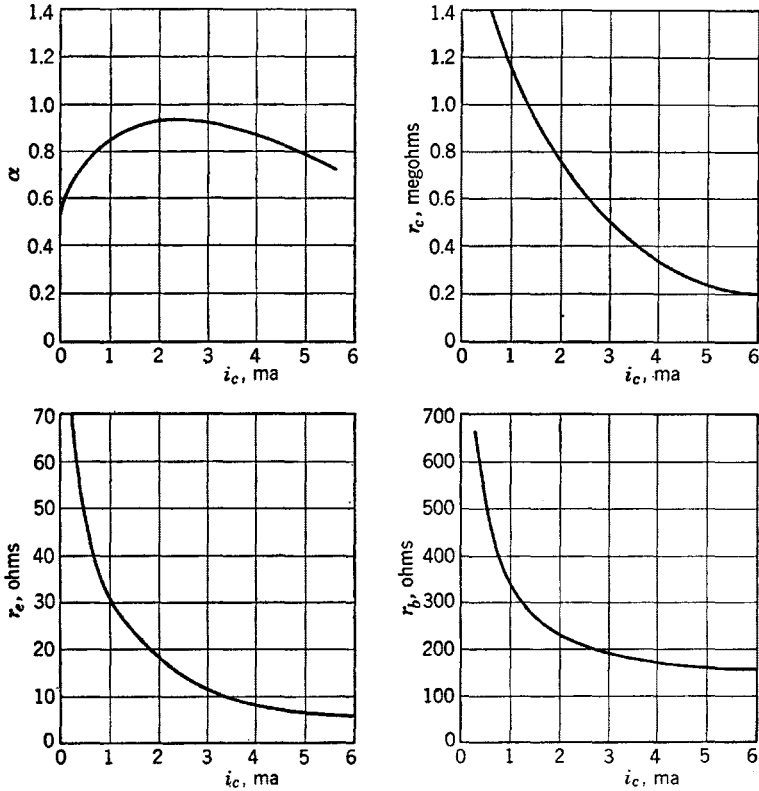 1.4
1.2
1.0
0.8
0.6
0.4
0.2
0
α
0 1 2 3 4 5 6
i_c, ma
1.4
1.2
1.0
0.8
0.6
0.4
0.2
0
r_c, megohms
0 1 2 3 4 5 6
i_c, ma
70
60
50
40
30
20
10
0
r_e, ohms
0 1 2 3 4 5 6
i_c, ma
700
600
500
400
300
200
100
0
r_b, ohms
0 1 2 3 4 5 6
i_c, ma